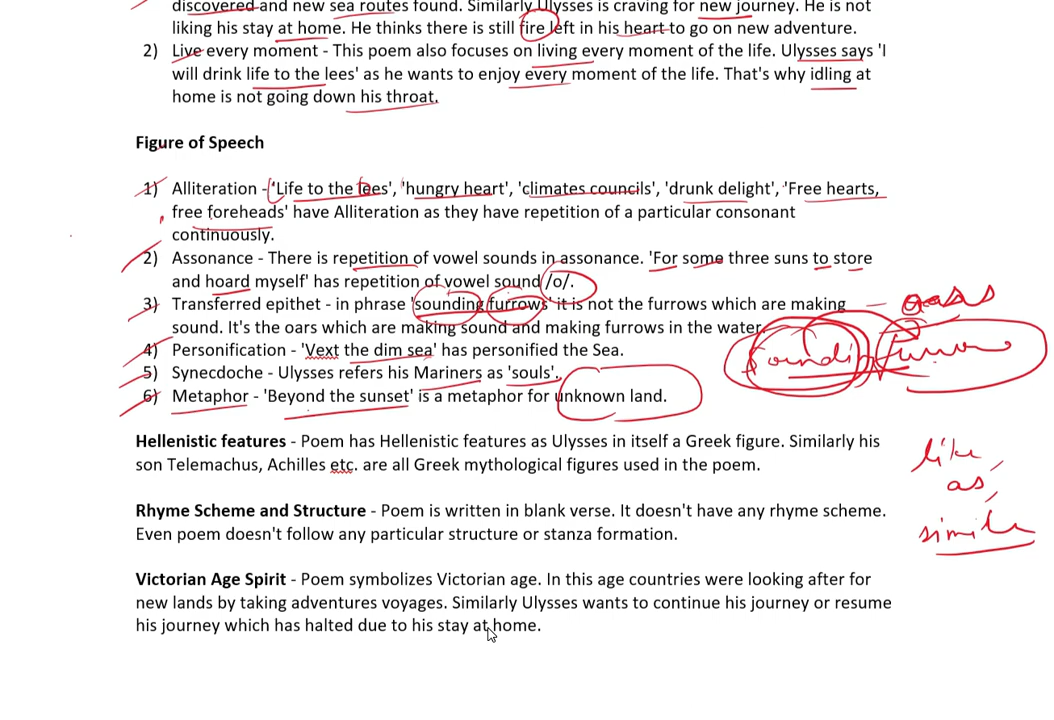 discovered and new sea routes found. Similarly Ulysses is craving for new journey. He is not
liking his stay at home. He thinks there is still fire left in his heart to go on new adventure.
2) Live every moment - This poem also focuses on living every moment of the life. Ulysses says 'I
will drink life to the lees' as he wants to enjoy every moment of the life. That's why idling at
home is not going down his throat.
Figure of Speech
1) Alliteration - 'Life to the lees', 'hungry heart', 'climates councils', 'drunk delight', 'Free hearts,
free foreheads' have Alliteration as they have repetition of a particular consonant
continuously.
2) Assonance - There is repetition of vowel sounds in assonance. 'For some three suns to store
and hoard myself' has repetition of vowel sound /o/.
3) Transferred epithet - in phrase 'sounding furrows' it is not the furrows which are making
sound. It's the oars which are making sound and making furrows in the water
4) Personification - 'Vext the dim sea' has personified the Sea.
5) Synecdoche - Ulysses refers his Mariners as 'souls'.
6) Metaphor - 'Beyond the sunset' is a metaphor for unknown land.
Hellenistic features - Poem has Hellenistic features as Ulysses in itself a Greek figure. Similarly his
son Telemachus, Achilles etc. are all Greek mythological figures used in the poem.
Rhyme Scheme and Structure - Poem is written in blank verse. It doesn't have any rhyme scheme.
Even poem doesn't follow any particular structure or stanza formation.
Victorian Age Spirit - Poem symbolizes Victorian age. In this age countries were looking after for
new lands by taking adventures voyages. Similarly Ulysses wants to continue his journey or resume
his journey which has halted due to his stay at home.
like,
as,
simile